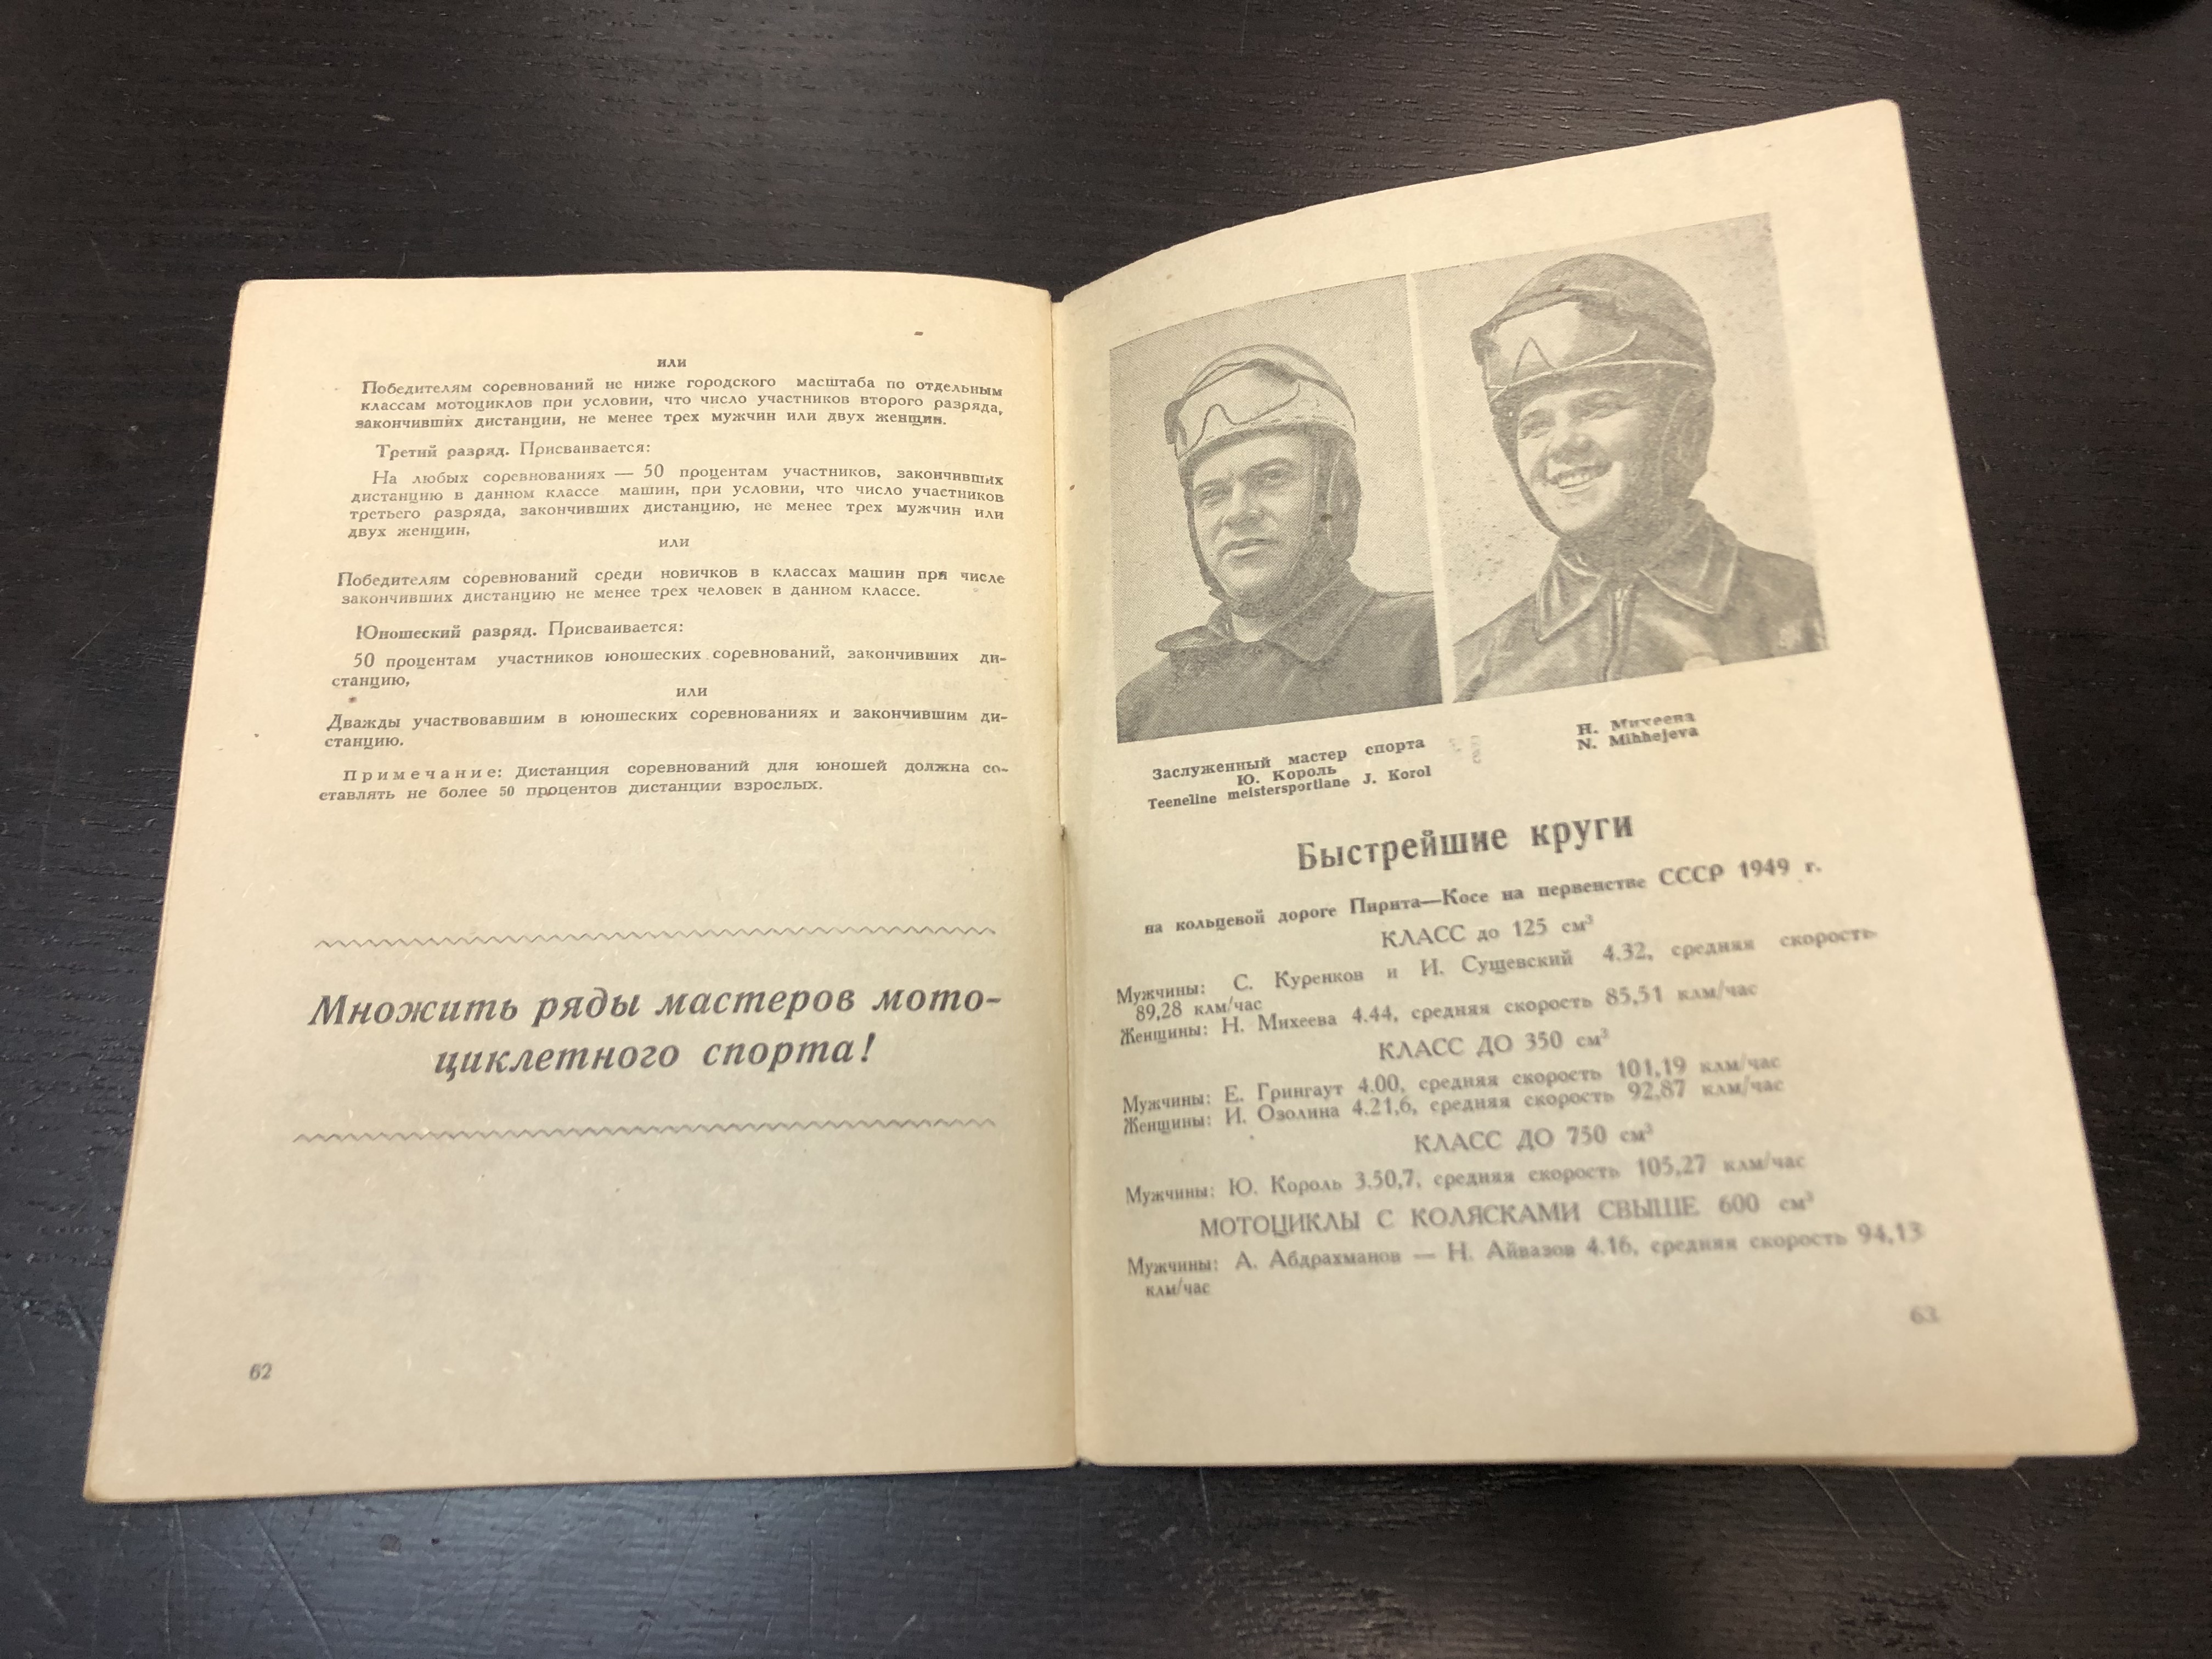 или
Победителям соревнований не ниже городского масштаба по отдельным
классам мотоциклов при условии, что число участников второго разряда,
закончивших дистанции, не менее трех мужчин или двух женщин.
Третий разряд. Присваивается:
На любых соревнованиях — 50 процентам участников, закончивших
дистанцию в данном классе машин, при условии, что число участников
третьего разряда, закончивших дистанцию, не менее трех мужчин или
двух женщин,
или
Победителям соревнований среди новичков в классах машин при числе
закончивших дистанцию не менее трех человек в данном классе.
Юношеский разряд. Присваивается:
50 процентам участников юношеских соревнований, закончивших ди-
станцию,
или
Дважды участвовавшим в юношеских соревнованиях и закончившим ди-
станцию.
Примечание: Дистанция соревнований для юношей должна со-
ставлять не более 50 процентов дистанции взрослых.
Множить ряды мастеров мото-
циклетного спорта!
62
Заслуженный мастер спорта
Ю. Король
Teeneline meistersportlane J. Korol
Н. Михеева
N. Mihhejeva
Быстрейшие круги
на кольцевой дороге Пирита—Косе на первенстве СССР 1949 г.
КЛАСС до 125 см³
Мужчины: С. Куренков и И. Сущевский 4.32, средняя скорость
89,28 клм/час
Женщины: Н. Михеева 4.44, средняя скорость 85,51 клм/час
КЛАСС ДО 350 см³
Мужчины: Е. Грингаут 4.00, средняя скорость 101,19 клм/час
Женщины: И. Озолина 4.21,6, средняя скорость 92,87 клм/час
КЛАСС ДО 750 см³
Мужчины: Ю. Король 3.50,7, средняя скорость 105,27 клм/час
МОТОЦИКЛЫ С КОЛЯСКАМИ СВЫШЕ 600 см³
Мужчины: А. Абдрахманов — Н. Айвазов 4.16, средняя скорость 94,13
клм/час
63